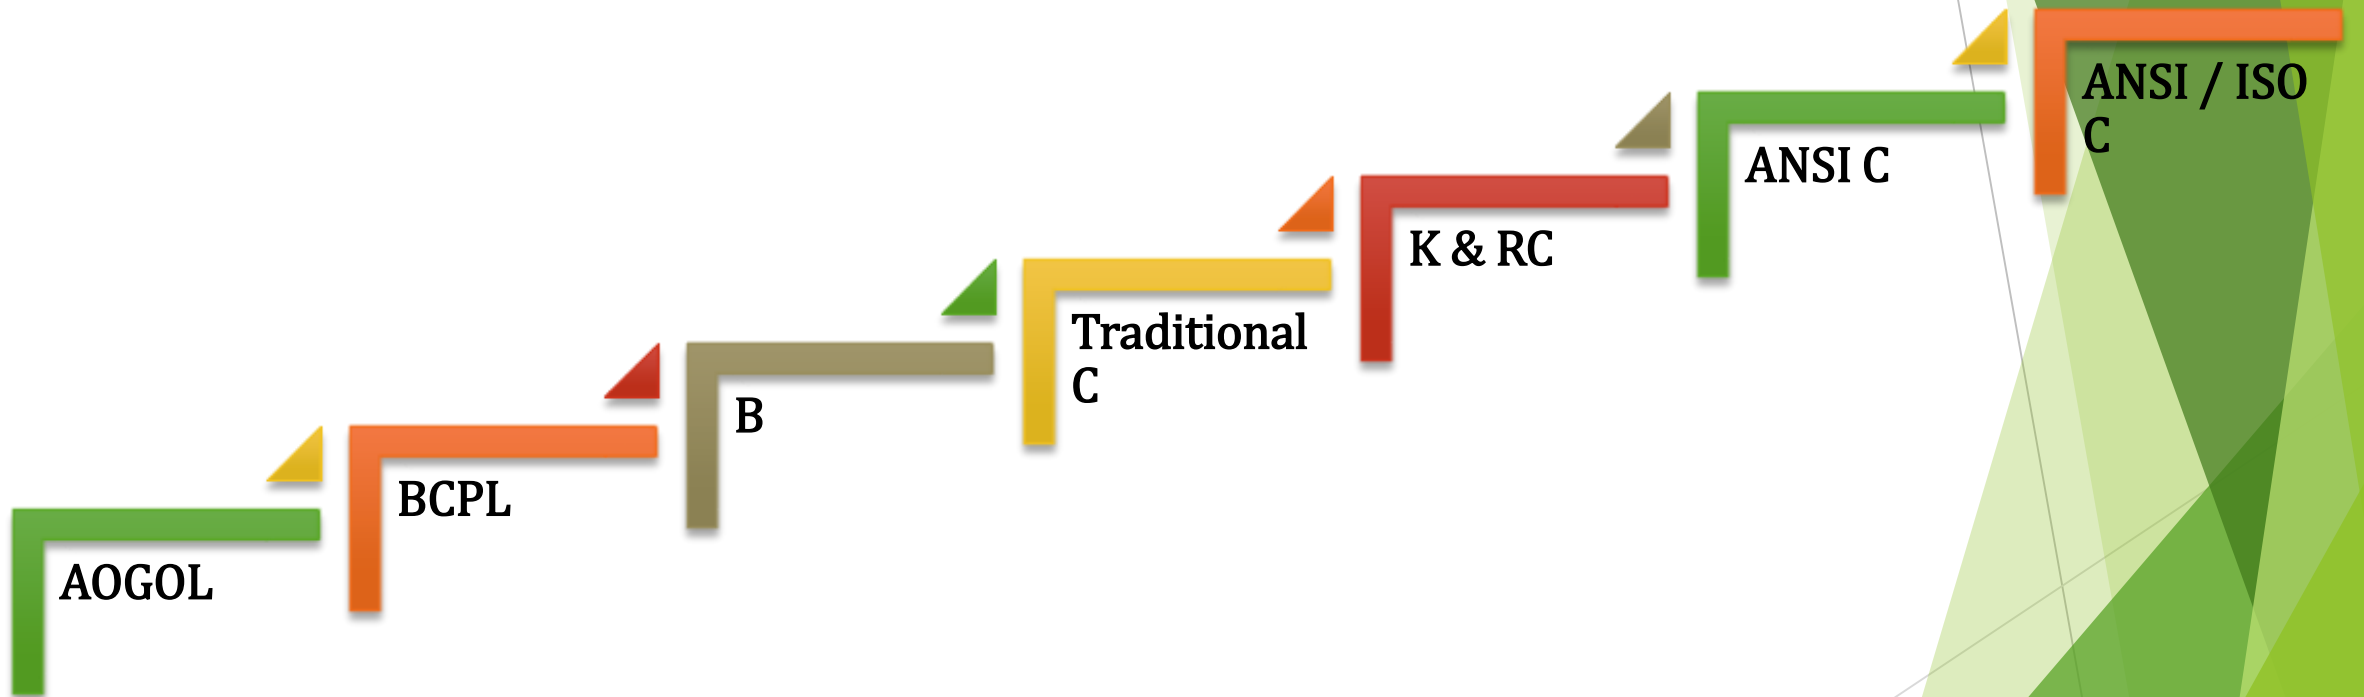 AOGOL
BCPL
B
Traditional
C
K & RC
ANSI C
ANSI / ISO
C